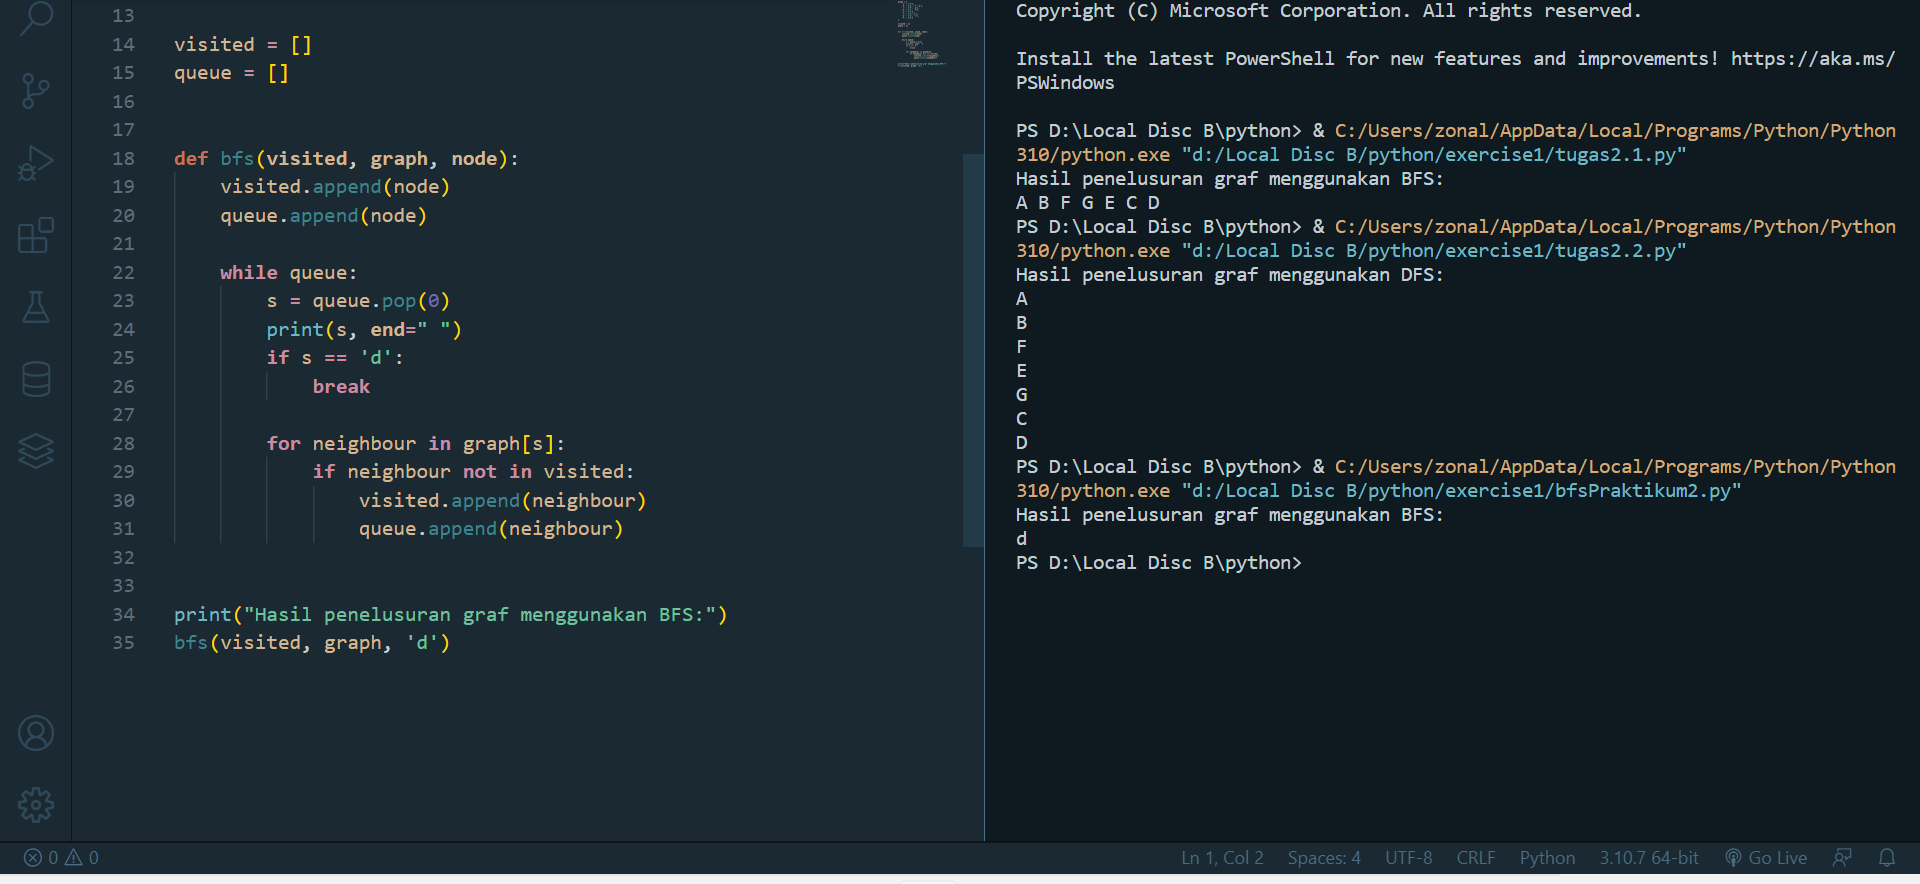 13
14 visited = []
15 queue = []
16
17
18 def bfs(visited, graph, node):
19 visited.append(node)
20 queue.append(node)
21
22 while queue:
23 s = queue.pop(0)
24 print(s, end=" ")
25 if s == 'd':
26 break
27
28 for neighbour in graph[s]:
29 if neighbour not in visited:
30 visited.append(neighbour)
31 queue.append(neighbour)
32
33
34 print("Hasil penelusuran graf menggunakan BFS:")
35 bfs(visited, graph, 'd')
Copyright (C) Microsoft Corporation. All rights reserved.
Install the latest PowerShell for new features and improvements! https://aka.ms/
PSWindows
PS D:\Local Disc B\python> & C:/Users/zonal/AppData/Local/Programs/Python/Python
310/python.exe "d:/Local Disc B/python/exercise1/tugas2.1.py"
Hasil penelusuran graf menggunakan BFS:
A B F G E C D
PS D:\Local Disc B\python> & C:/Users/zonal/AppData/Local/Programs/Python/Python
310/python.exe "d:/Local Disc B/python/exercise1/tugas2.2.py"
Hasil penelusuran graf menggunakan DFS:
A
B
F
E
G
C
D
PS D:\Local Disc B\python> & C:/Users/zonal/AppData/Local/Programs/Python/Python
310/python.exe "d:/Local Disc B/python/exercise1/bfsPraktikum2.py"
Hasil penelusuran graf menggunakan BFS:
d
PS D:\Local Disc B\python>
0 0 Ln 1, Col 2 Spaces: 4 UTF-8 CRLF Python 3.10.7 64-bit Go Live